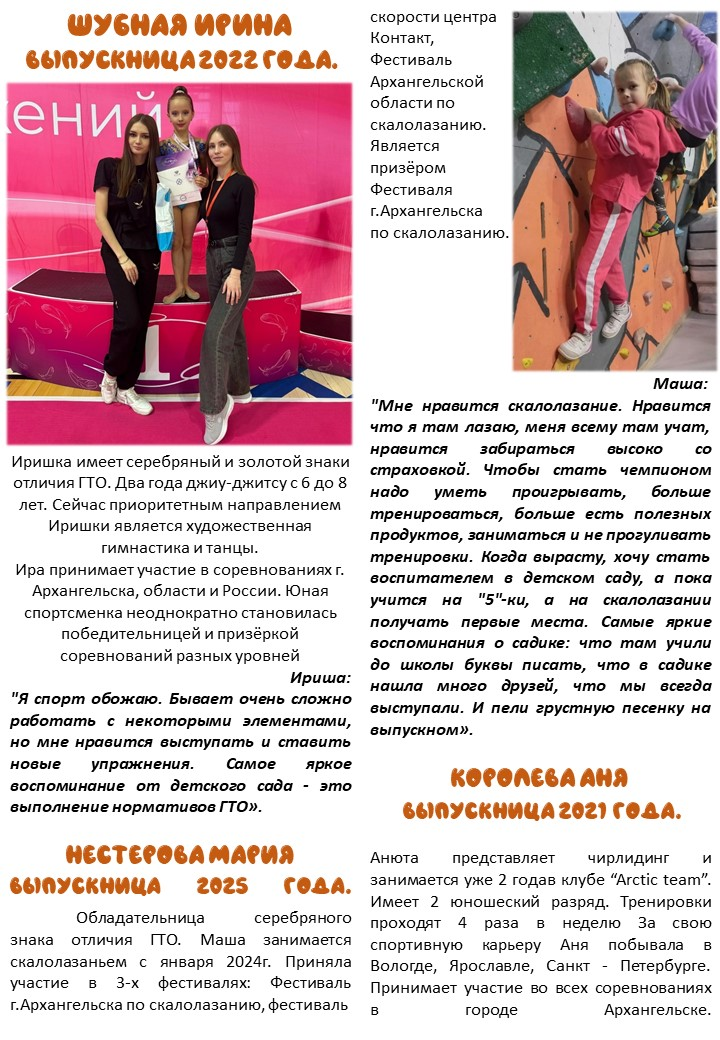 ШУБНАЯ ИРИНА
ВЫПУСКНИЦА 2022 ГОДА.
жений
1
Иришка имеет серебряный и золотой знаки
отличия ГТО. Два года джиу-джитсу с 6 до 8
лет. Сейчас приоритетным направлением
Иришки является художественная
гимнастика и танцы.
Ира принимает участие в соревнованиях г.
Архангельска, области и России. Юная
спортсменка неоднократно становилась
победительницей и призёркой
соревнований разных уровней
Ириша:
"Я спорт обожаю. Бывает очень сложно
работать с некоторыми элементами,
но мне нравится выступать и ставить
новые упражнения. Самое яркое
воспоминание от детского сада - это
выполнение нормативов ГТО».
НЕСТЕРОВА МАРИЯ
ВЫПУСКНИЦА 2025 ГОДА.
Обладательница серебряного
знака отличия ГТО. Маша занимается
скалолазаньем с января 2024г. Приняла
участие в 3-х фестивалях: Фестиваль
г.Архангельска по скалолазанию, фестиваль
скорости центра
Контакт,
Фестиваль
Архангельской
области по
скалолазанию.
Является
призёром
Фестиваля
г.Архангельска
по скалолазанию.
Маша:
"Мне нравится скалолазание. Нравится
что я там лазаю, меня всему там учат,
нравится забираться высоко со
страховкой. Чтобы стать чемпионом
надо уметь проигрывать, больше
тренироваться, больше есть полезных
продуктов, заниматься и не прогуливать
тренировки. Когда вырасту, хочу стать
воспитателем в детском саду, а пока
учится на "5"-ки, а на скалолазании
получать первые места. Самые яркие
воспоминания о садике: что там учили
до школы буквы писать, что в садике
нашла много друзей, что мы всегда
выступали. И пели грустную песенку на
выпускном».
КОРОЛЕВА АНЯ
ВЫПУСКНИЦА 2021 ГОДА.
Анюта представляет чирлидинг и
занимается уже 2 годав клубе “Arctic team”.
Имеет 2 юношеский разряд. Тренировки
проходят 4 раза в неделю За свою
спортивную карьеру Аня побывала в
Вологде, Ярославле, Санкт - Петербурге.
Принимает участие во всех соревнованиях
в городе Архангельске.